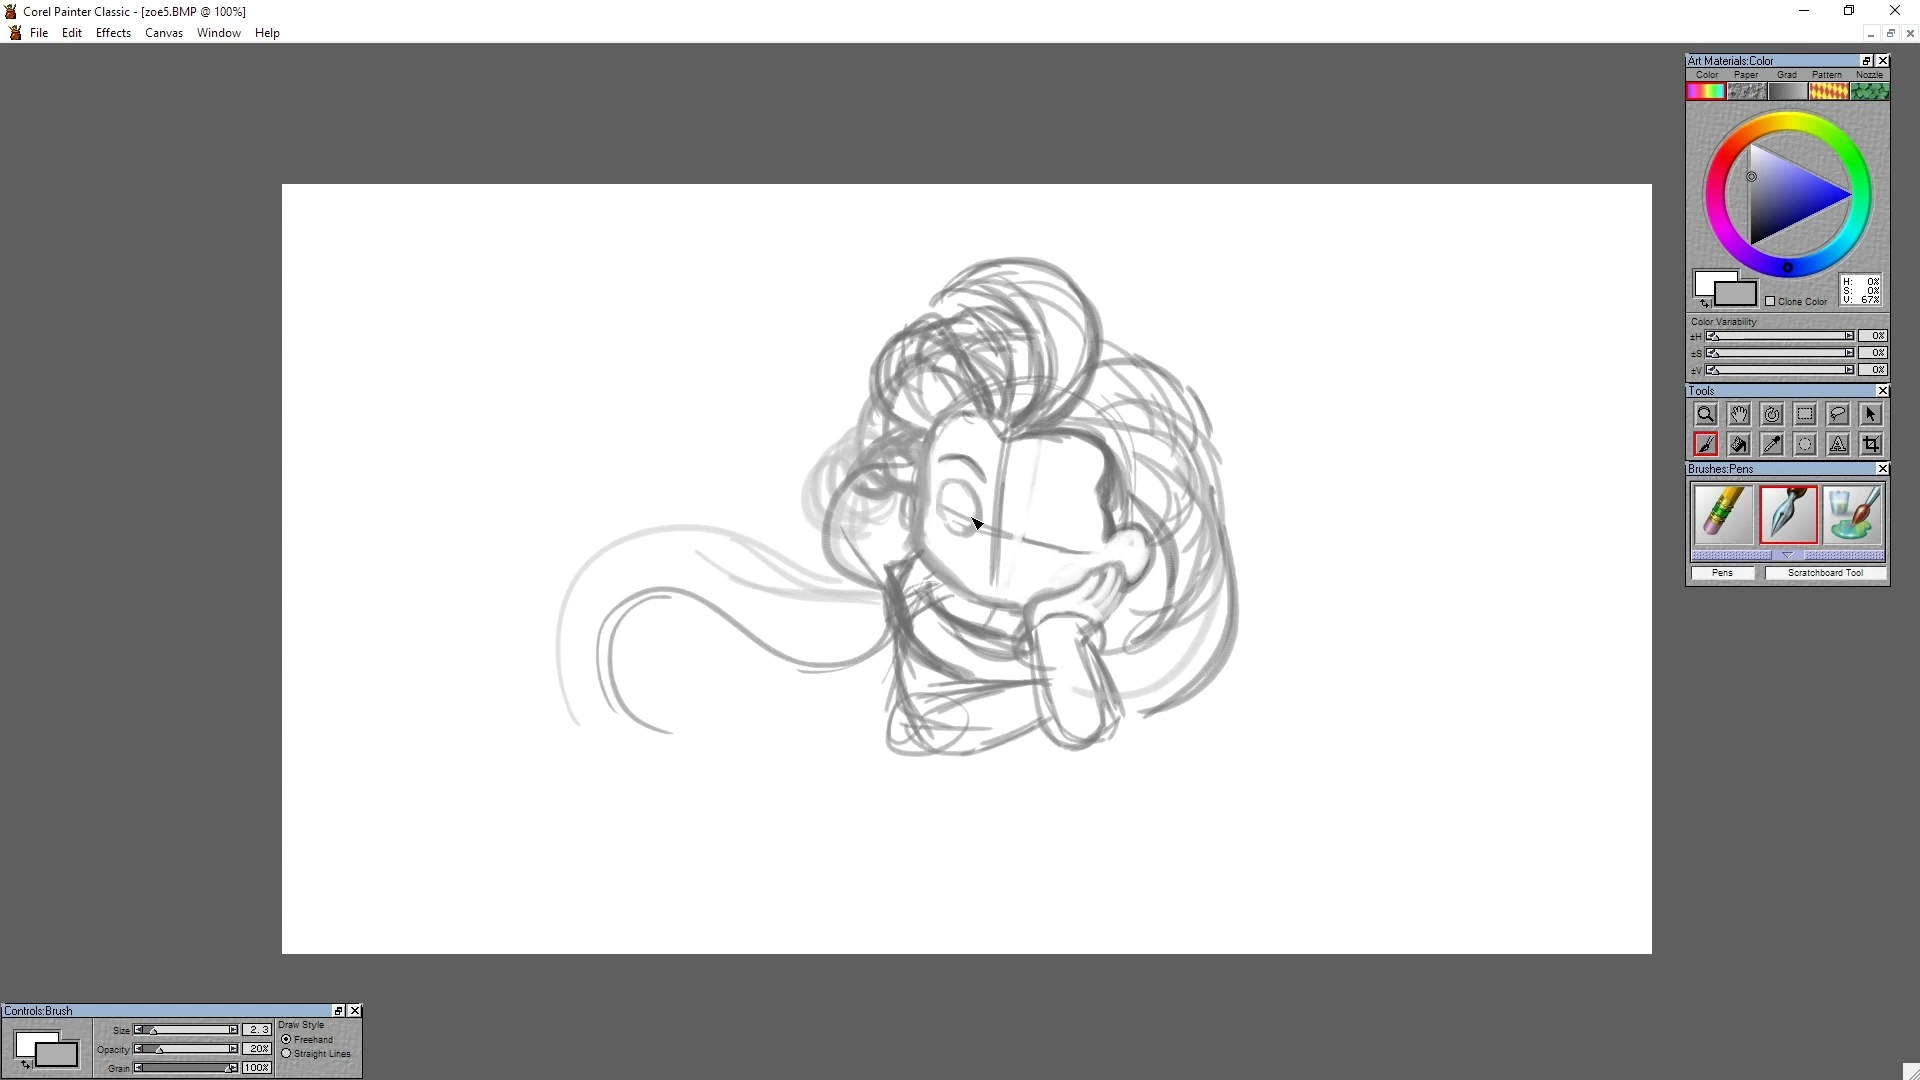 Corel Painter Classic - [zoe5.BMP @ 100%]
File Edit Effects Canvas Window Help
Art Materials:Color
Color Paper Grad Pattern Nozzle
H: 0%
S: 0%
V: 67%
Clone Color
Color Variability
±H 0%
±S 0%
±V 0%
Tools
A
Brushes:Pens
Pens Scratchboard Tool
Controls:Brush
Size 2.3
Opacity 20%
Grain 100%
Draw Style
Freehand
Straight Lines